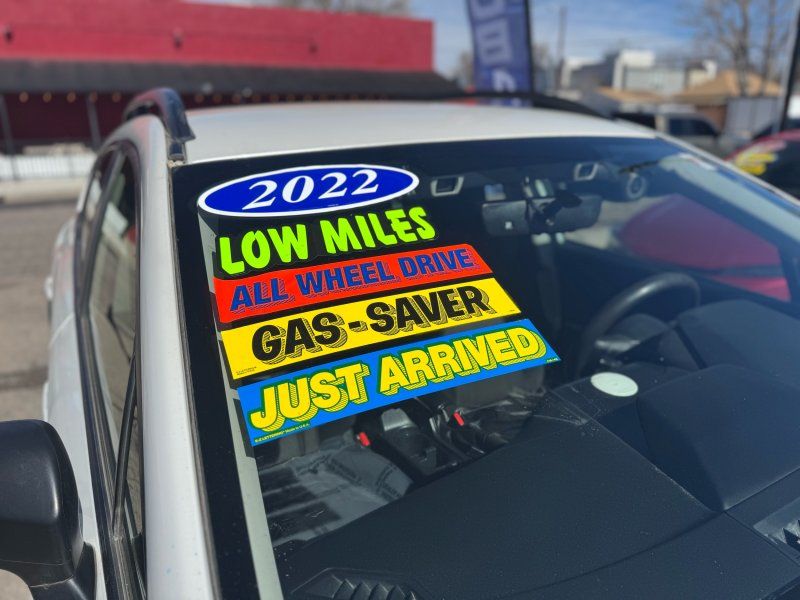 2022
LOW MILES
ALL WHEEL DRIVE
GAS-SAVER
JUST ARRIVED